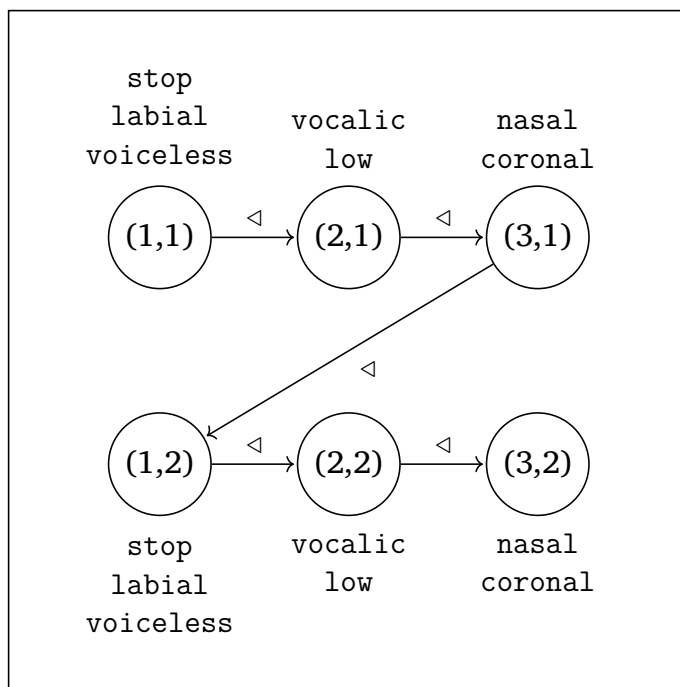 stop
labial
voiceless
vocalic
low
nasal
coronal
(1,1) ◁ (2,1) ◁ (3,1)
◁
(1,2) ◁ (2,2) ◁ (3,2)
stop
labial
voiceless
vocalic
low
nasal
coronal